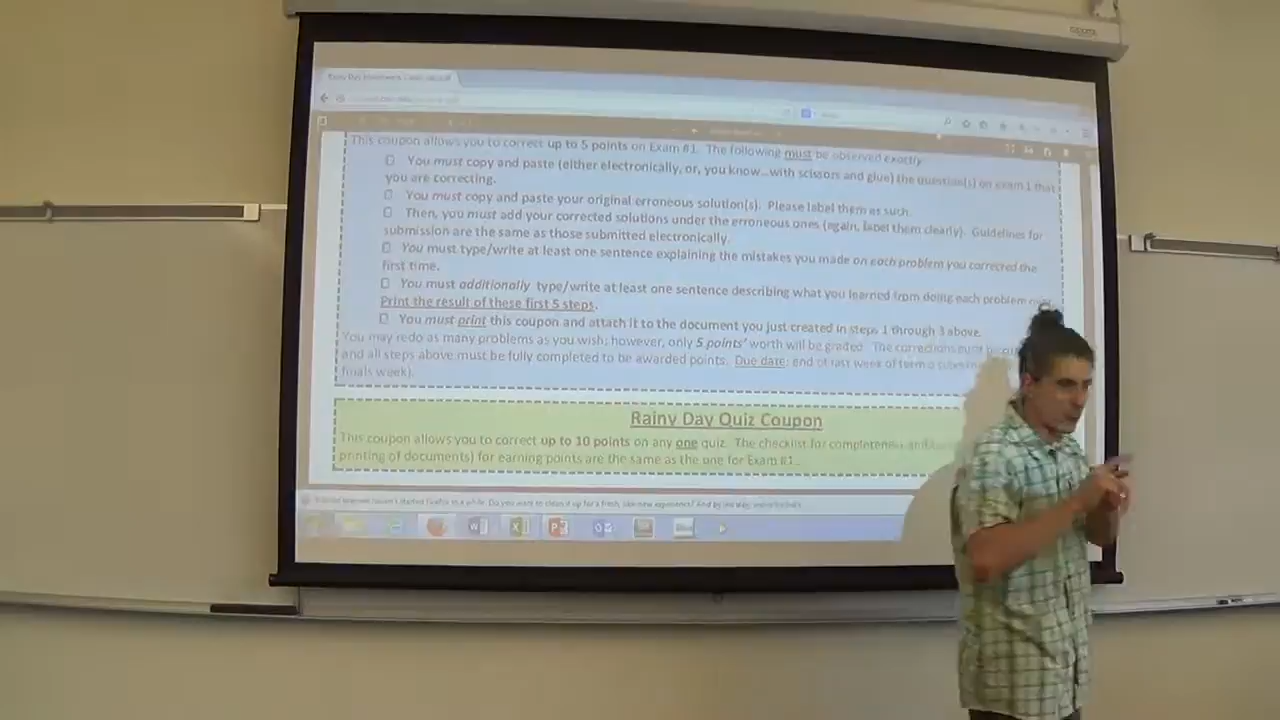 This coupon allows you to correct up to 5 points on Exam #1. The following must be observed exactly
You must copy and paste (either electronically, or, you know...with scissors and glue) the question(s) on exam 1 that
you are correcting.
You must copy and paste your original erroneous solution(s). Please label them as such.
Then, you must add your corrected solutions under the erroneous ones (again, label them clearly). Guidelines for
submission are the same as those submitted electronically.
You must type/write at least one sentence explaining the mistakes you made on each problem you corrected the
first time.
You must additionally type/write at least one sentence describing what you learned from doing each problem
Print the result of these first 5 steps.
You must print this coupon and attach it to the document you just created in steps 1 through 3 above.
You may redo as many problems as you wish; however, only 5 points' worth will be graded. The corrections must
and all steps above must be fully completed to be awarded points. Due date: end of last week of term
finals week).
Rainy Day Quiz Coupon
This coupon allows you to correct up to 10 points on any one quiz. The checklist for completeness
printing of documents) for earning points are the same as the one for Exam #1.